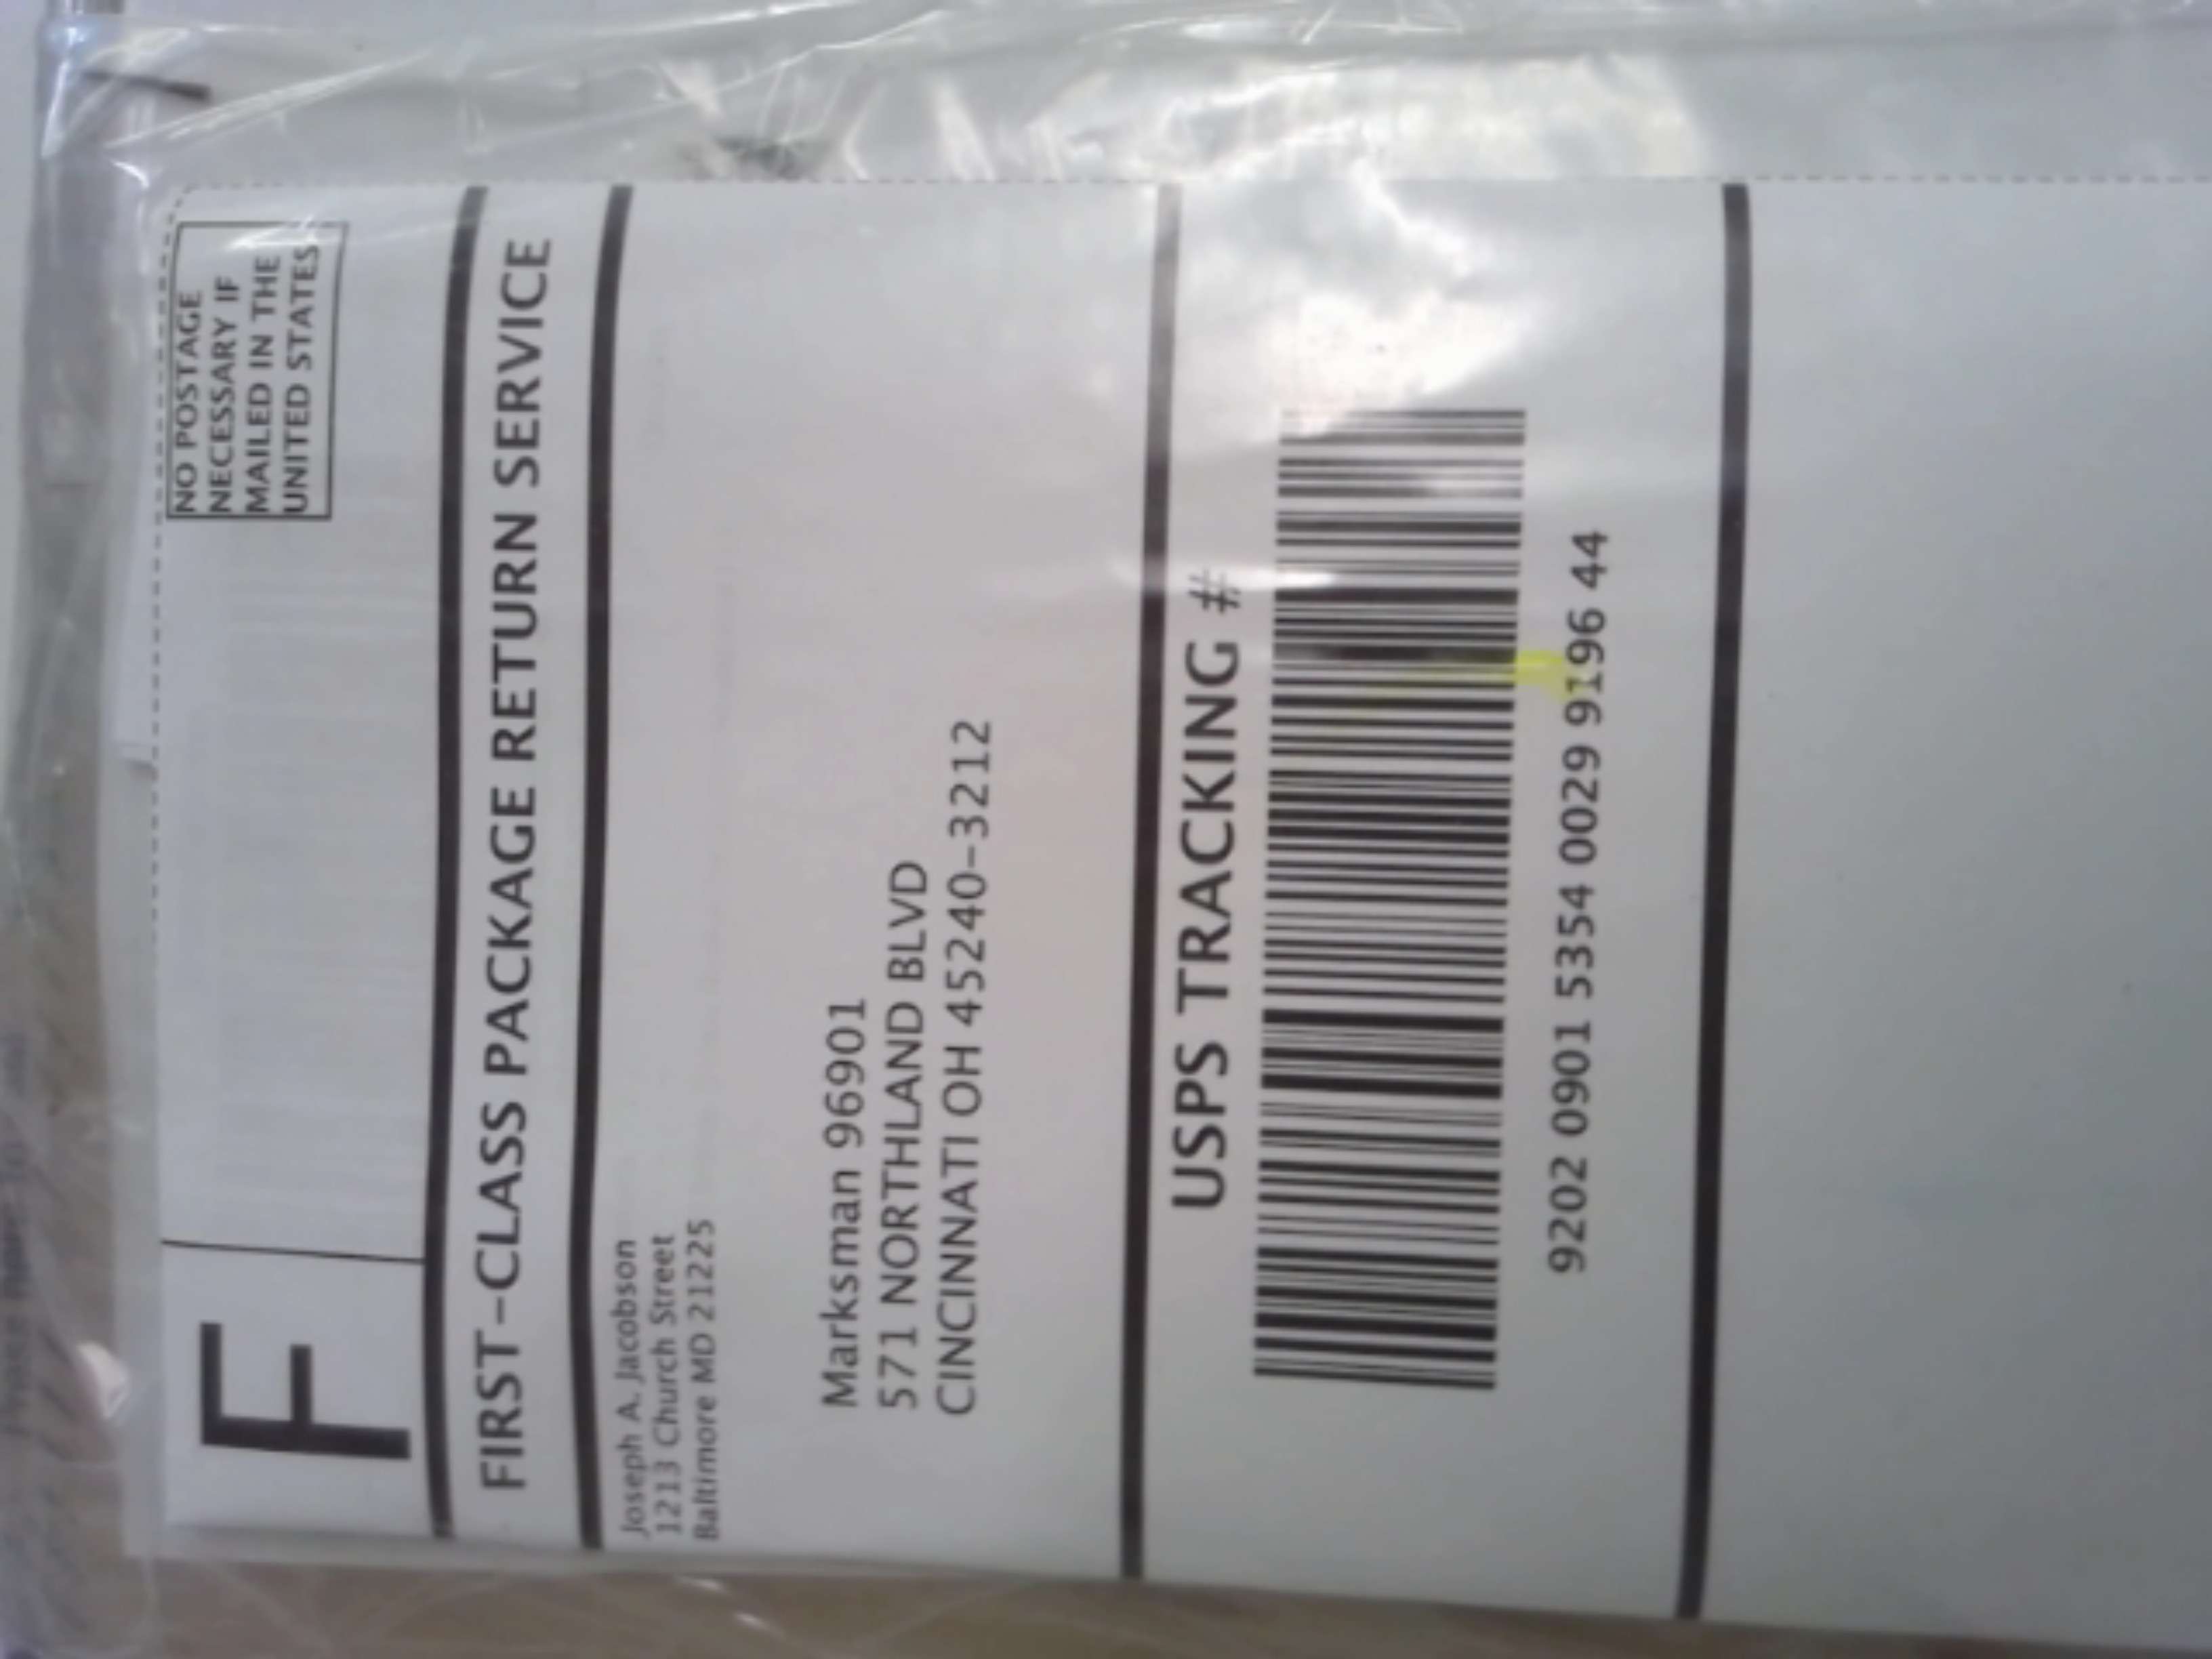 F
NO POSTAGE
NECESSARY IF
MAILED IN THE
UNITED STATES
FIRST-CLASS PACKAGE RETURN SERVICE
Joseph A. Jacobson
1213 Church Street
Baltimore MD 21225
Marksman 96901
571 NORTHLAND BLVD
CINCINNATI OH 45240-3212
USPS TRACKING #
9202 0901 5354 0029 9196 44